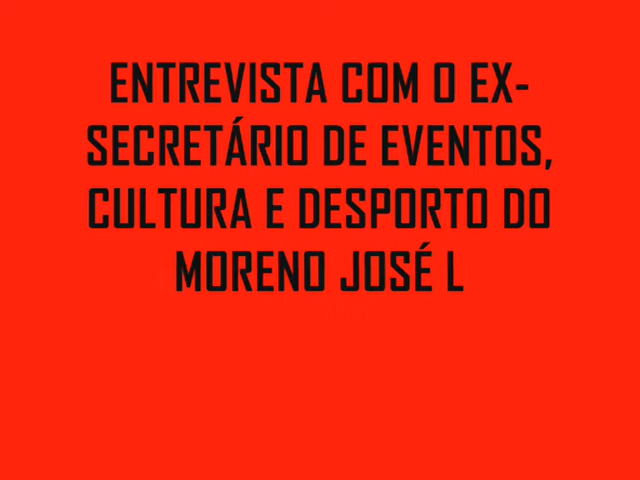 ENTREVISTA COM O EX-
SECRETÁRIO DE EVENTOS,
CULTURA E DESPORTO DO
MORENO JOSÉ L